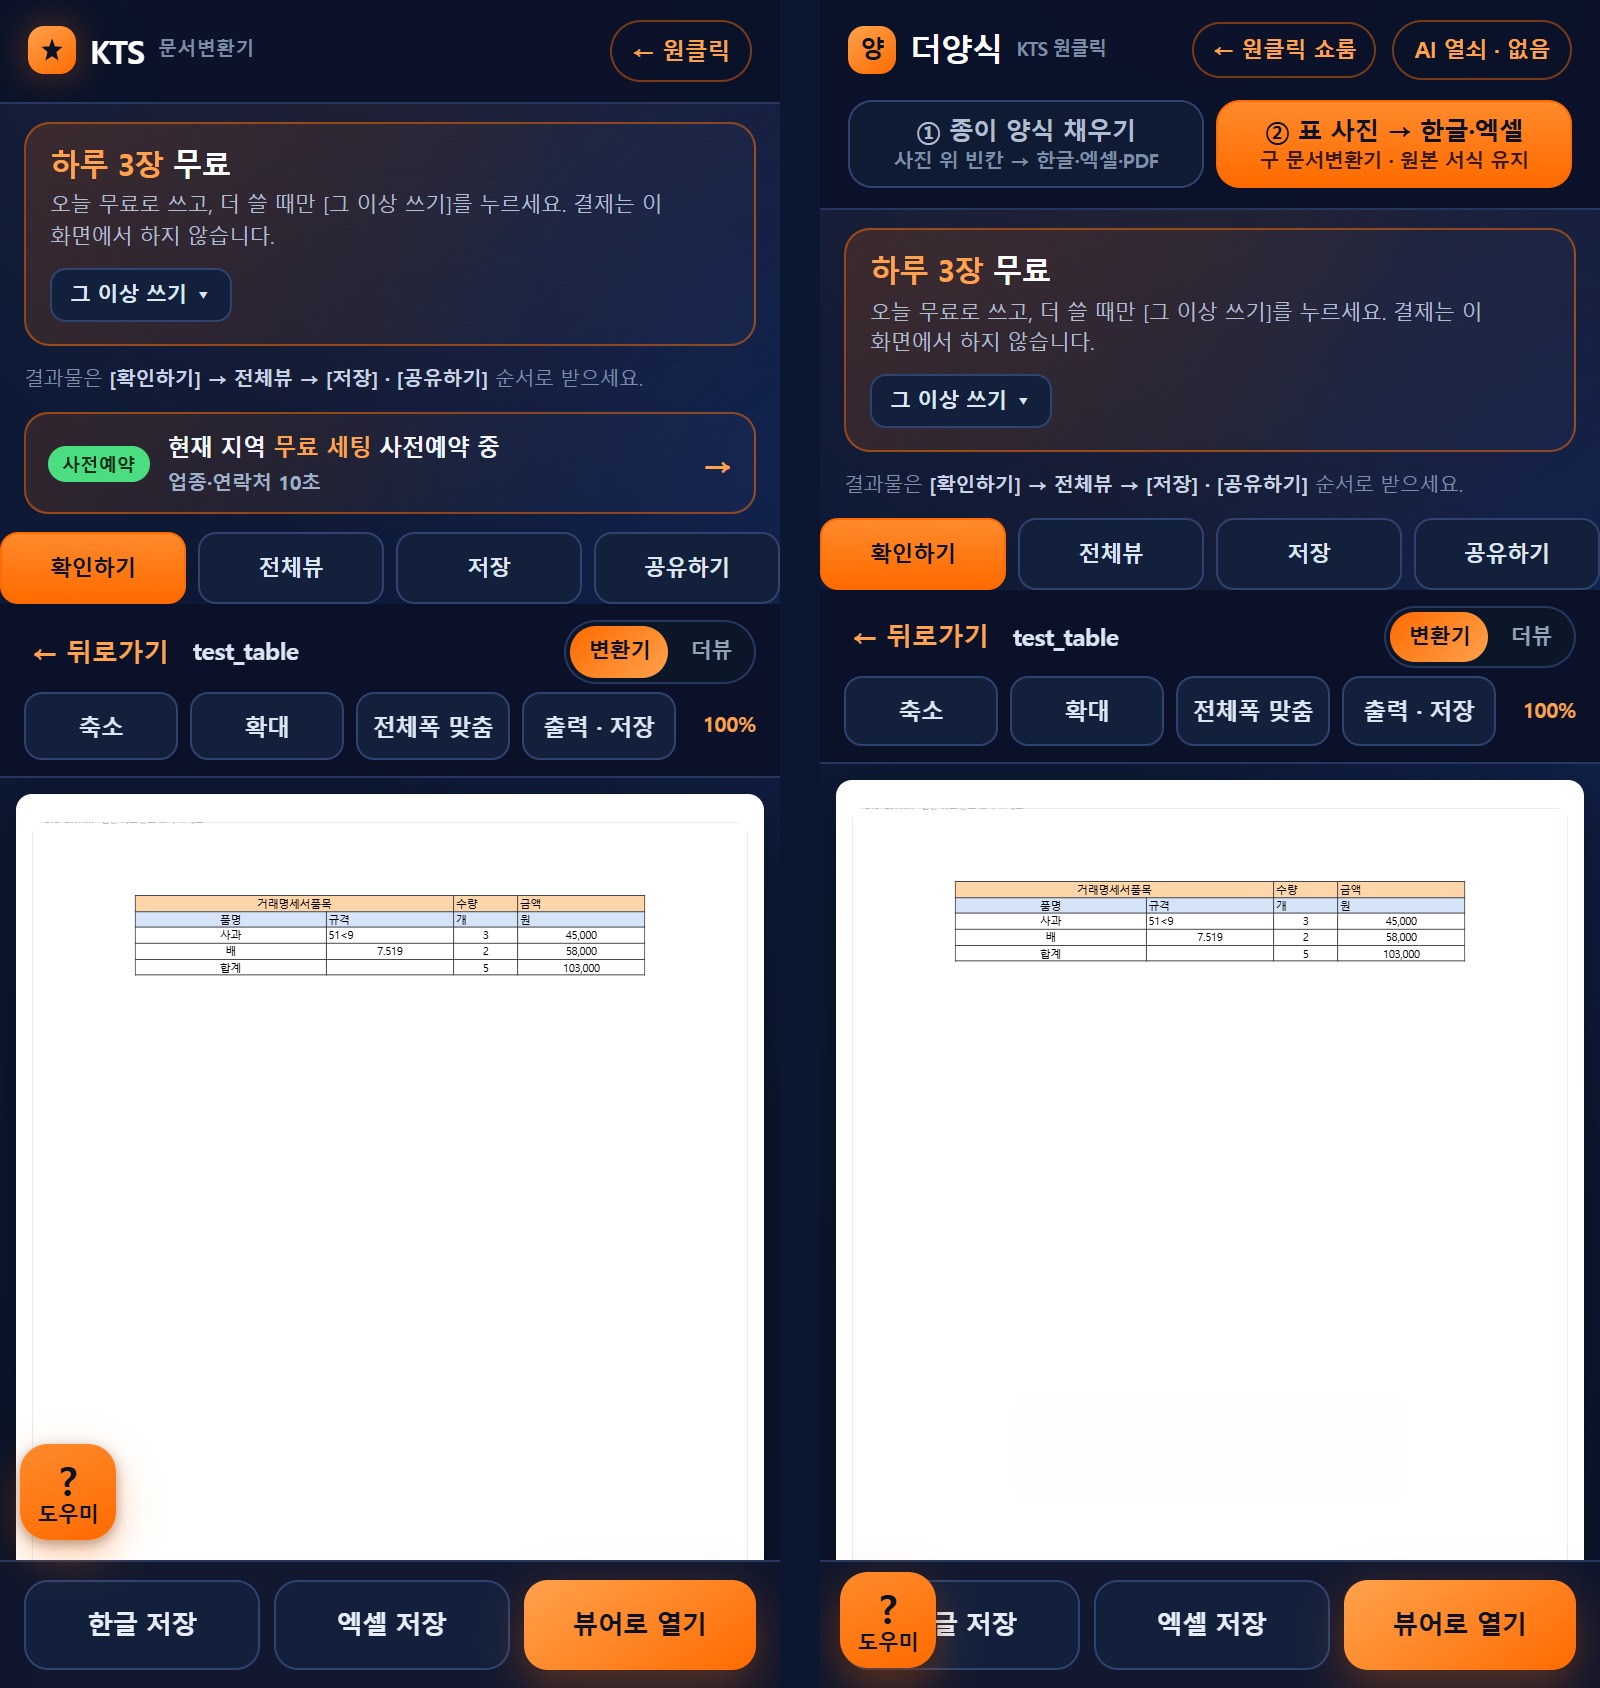 KTS 문서변환기
← 원클릭
하루 3장 무료
오늘 무료로 쓰고, 더 쓸 때만 [그 이상 쓰기]를 누르세요. 결제는 이
화면에서 하지 않습니다.
그 이상 쓰기 ▼
결과물은 [확인하기] → 전체뷰 → [저장] · [공유하기] 순서로 받으세요.
사전예약
현재 지역 무료 세팅 사전예약 중
업종·연락처 10초
→
확인하기 전체뷰 저장 공유하기
← 뒤로가기 test_table 변환기 더뷰
축소 확대 전체폭 맞춤 출력 · 저장 100%
거래명세서품목 수량 금액
품명 규격 개 원
사과 51<9 3 45,000
배 7.519 2 58,000
합계 5 103,000
?
도우미
한글 저장 엑셀 저장 뷰어로 열기
양 더양식 KTS 원클릭
← 원클릭 쇼룸 AI 열쇠 · 없음
① 종이 양식 채우기
사진 위 빈칸 → 한글·엑셀·PDF
② 표 사진 → 한글·엑셀
구 문서변환기 · 원본 서식 유지
하루 3장 무료
오늘 무료로 쓰고, 더 쓸 때만 [그 이상 쓰기]를 누르세요. 결제는 이
화면에서 하지 않습니다.
그 이상 쓰기 ▼
결과물은 [확인하기] → 전체뷰 → [저장] · [공유하기] 순서로 받으세요.
확인하기 전체뷰 저장 공유하기
← 뒤로가기 test_table 변환기 더뷰
축소 확대 전체폭 맞춤 출력 · 저장 100%
거래명세서품목 수량 금액
품명 규격 개 원
사과 51<9 3 45,000
배 7.519 2 58,000
합계 5 103,000
?
도우미
글 저장 엑셀 저장 뷰어로 열기